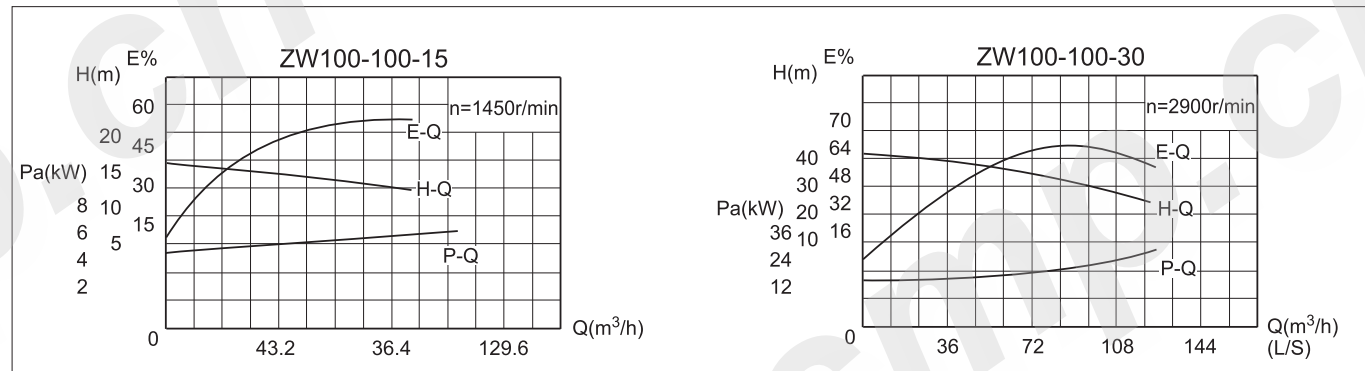 ZW100-100-15
E%
H(m)
n=1450r/min
60
20
45
E-Q
Pa(kW) 15
30
H-Q
8 10
15
6 5
4
P-Q
2
0
Q(m³/h)
43.2 36.4 129.6
ZW100-100-30
E%
H(m)
n=2900r/min
70
40 64
E-Q
48
30
Pa(kW) 20 32
H-Q
36 10 16
24
P-Q
12
0
Q(m³/h)
36 72 108 144 (L/S)
cmp.cn